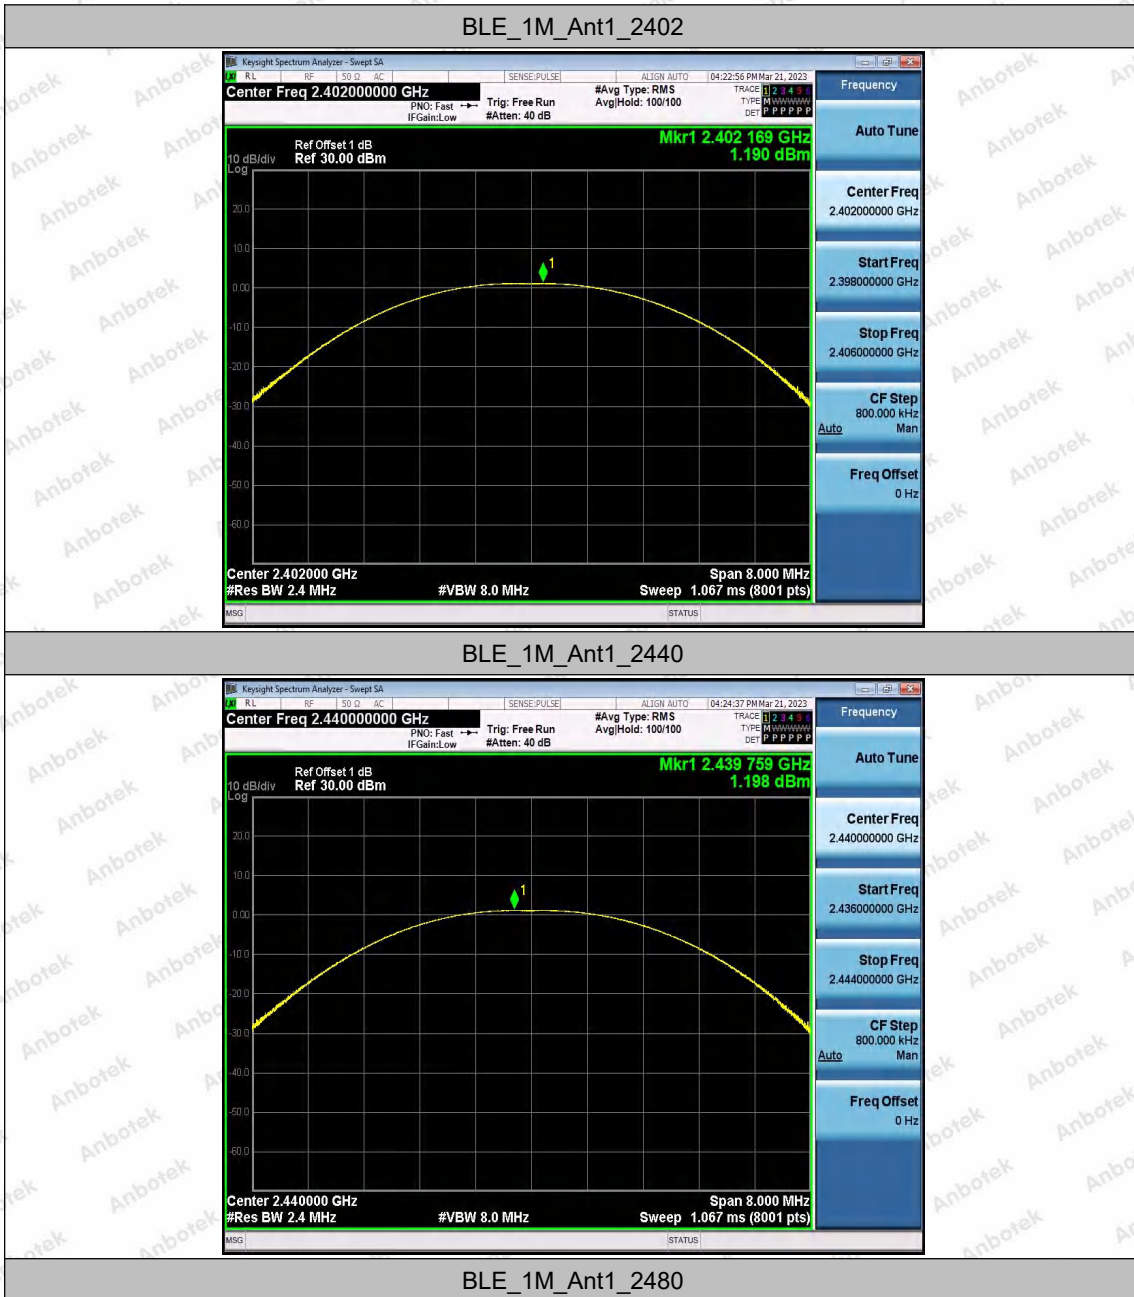 BLE_1M_Ant1_2402
Keysight Spectrum Analyzer - Swept SA
RL RF 50 Ω AC SENSE:PULSE ALIGN AUTO 04:22:56 PM Mar 21, 2023
Center Freq 2.402000000 GHz
PNO: Fast
IFGain:Low
Trig: Free Run
#Atten: 40 dB
#Avg Type: RMS
Avg|Hold: 100/100
TRACE 1 2 3 4 5 6
TYPE M WWWWW
DET P P P P P P
Frequency
Auto Tune
Center Freq
2.402000000 GHz
Start Freq
2.398000000 GHz
Stop Freq
2.406000000 GHz
CF Step
800.000 kHz
Auto Man
Freq Offset
0 Hz
Ref Offset 1 dB
10 dB/div Ref 30.00 dBm
Log
Mkr1 2.402 169 GHz
1.190 dBm
20.0
10.0
1
0.00
-10.0
-20.0
-30.0
-40.0
-50.0
-60.0
Center 2.402000 GHz Span 8.000 MHz
#Res BW 2.4 MHz #VBW 8.0 MHz Sweep 1.067 ms (8001 pts)
MSG STATUS
BLE_1M_Ant1_2440
Keysight Spectrum Analyzer - Swept SA
RL RF 50 Ω AC SENSE:PULSE ALIGN AUTO 04:24:37 PM Mar 21, 2023
Center Freq 2.440000000 GHz
PNO: Fast
IFGain:Low
Trig: Free Run
#Atten: 40 dB
#Avg Type: RMS
Avg|Hold: 100/100
TRACE 1 2 3 4 5 6
TYPE M WWWWW
DET P P P P P P
Frequency
Auto Tune
Center Freq
2.440000000 GHz
Start Freq
2.436000000 GHz
Stop Freq
2.444000000 GHz
CF Step
800.000 kHz
Auto Man
Freq Offset
0 Hz
Ref Offset 1 dB
10 dB/div Ref 30.00 dBm
Log
Mkr1 2.439 759 GHz
1.198 dBm
20.0
10.0
1
0.00
-10.0
-20.0
-30.0
-40.0
-50.0
-60.0
Center 2.440000 GHz Span 8.000 MHz
#Res BW 2.4 MHz #VBW 8.0 MHz Sweep 1.067 ms (8001 pts)
MSG STATUS
BLE_1M_Ant1_2480